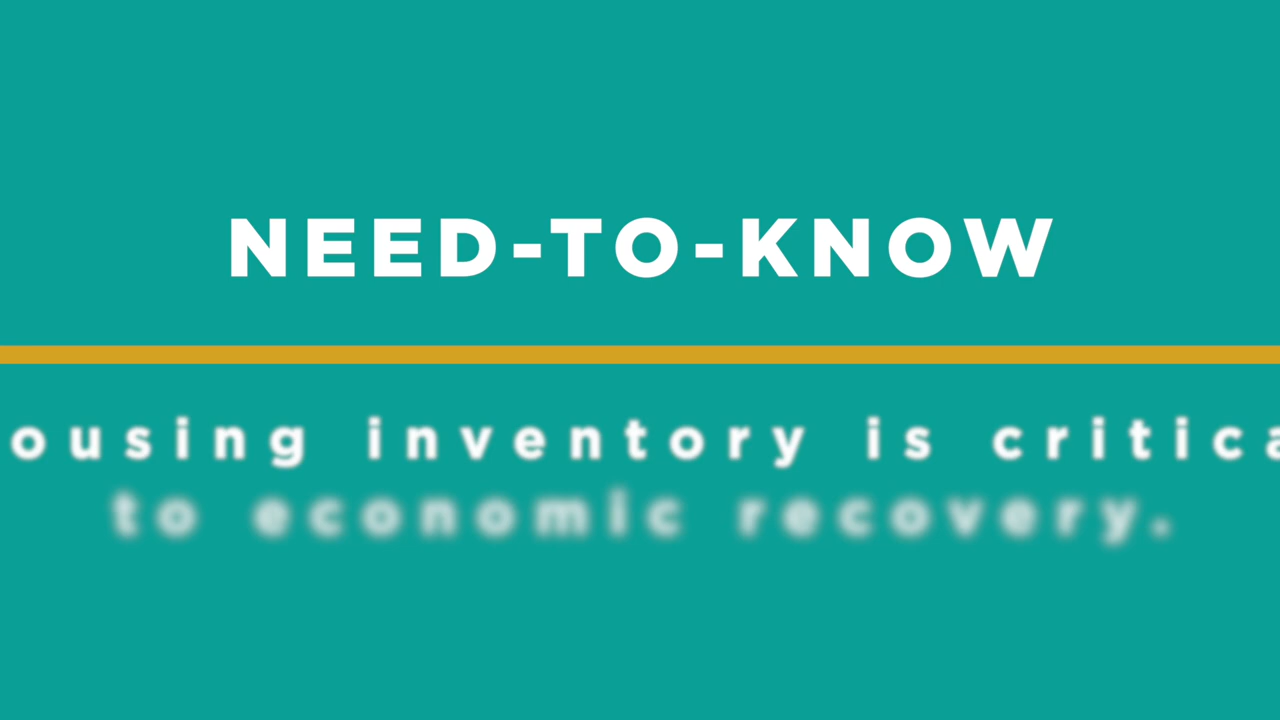 NEED-TO-KNOW
ousing inventory is critica
to economic recovery.